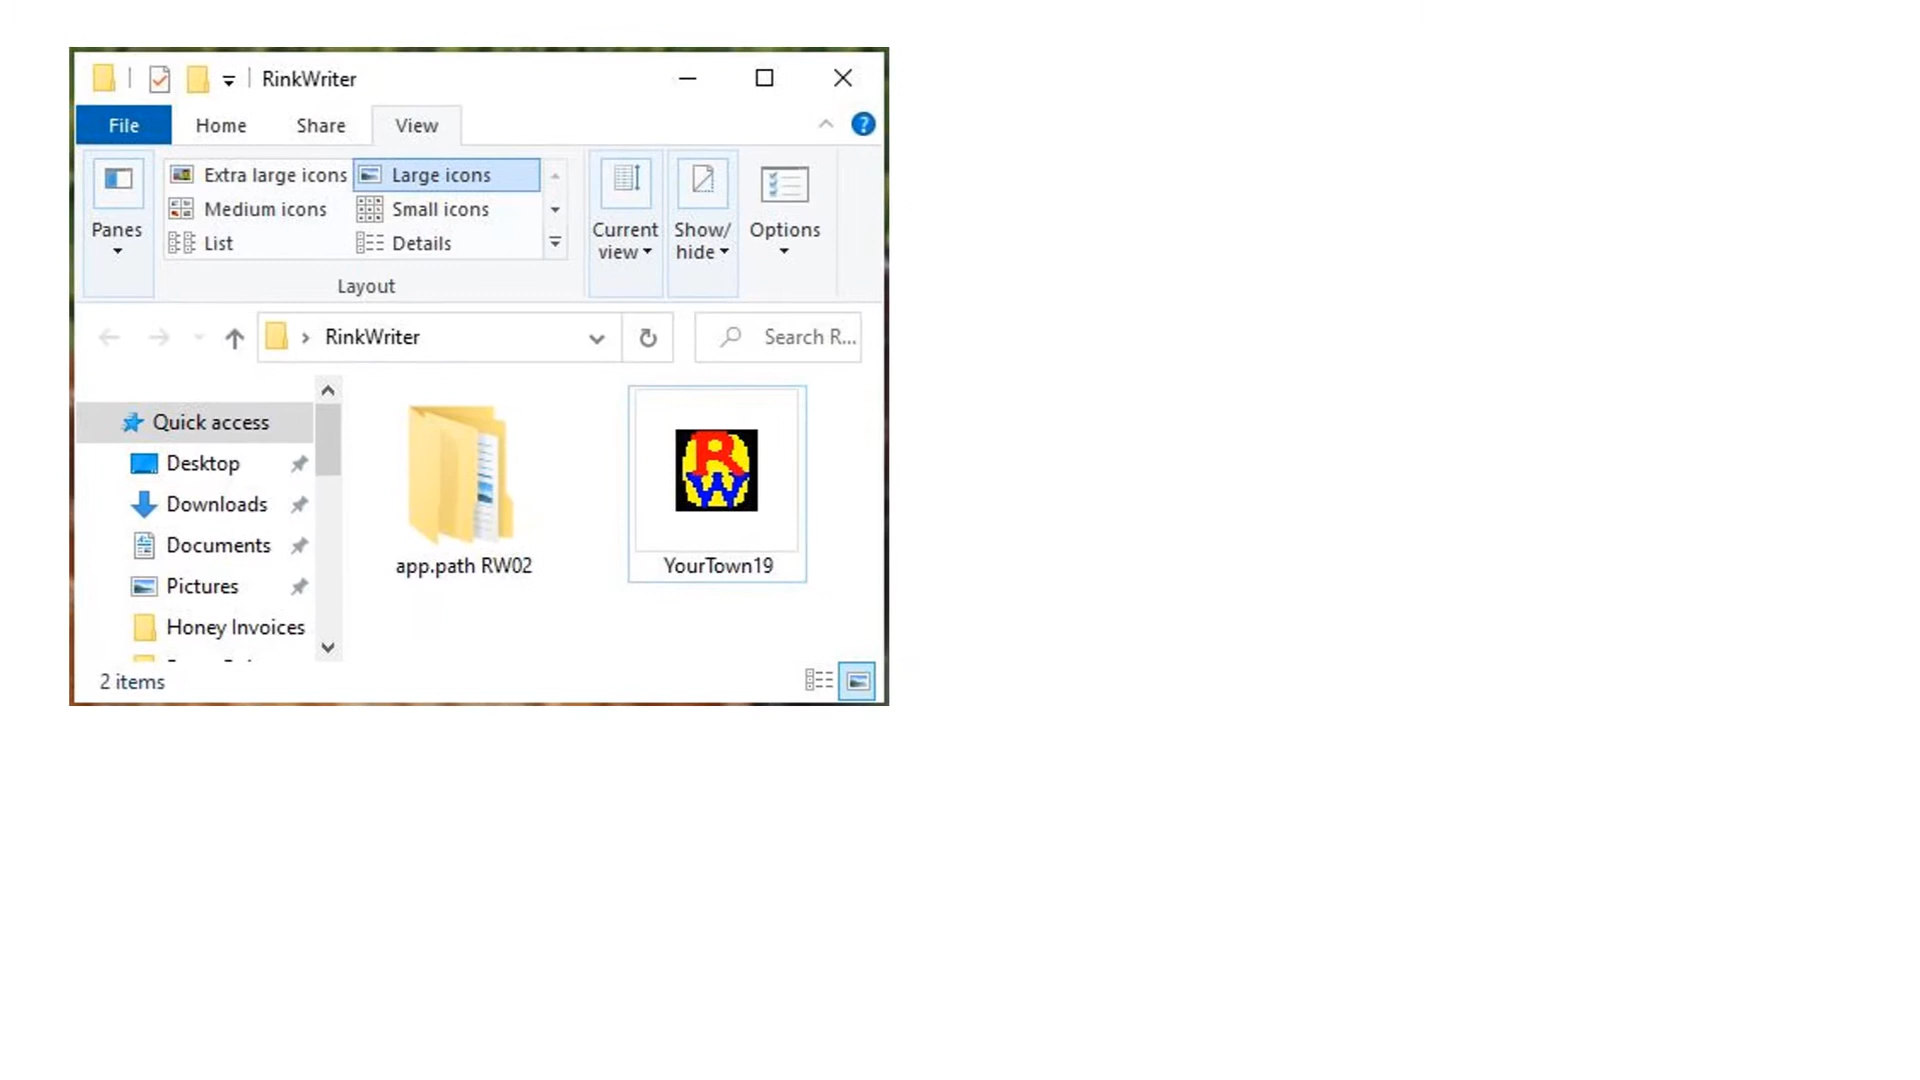 RinkWriter
File Home Share View
Panes
Extra large icons Large icons
Medium icons Small icons
List Details
Layout
Current view
Show/ hide
Options
RinkWriter
Search R...
Quick access
Desktop
Downloads
Documents
Pictures
Honey Invoices
app.path RW02
RW
YourTown19
2 items